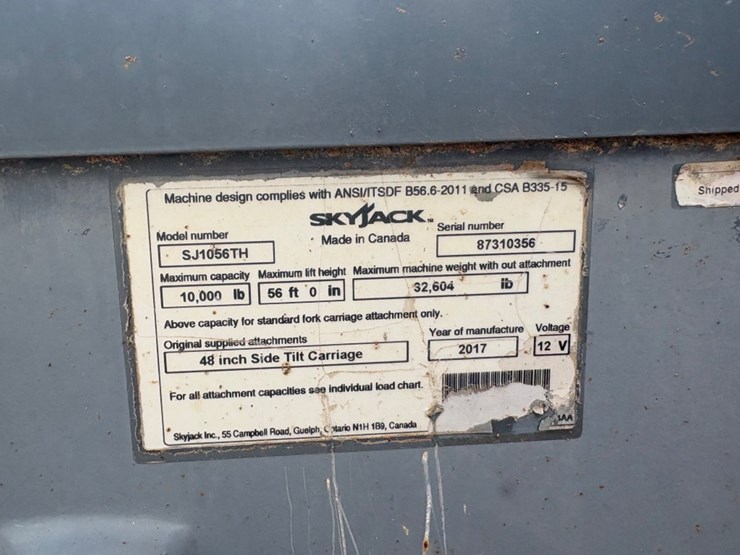 Machine design complies with ANSI/ITSDF B56.6-2011 and CSA B335-15
SKYJACK™
Made in Canada
Model number
SJ1056TH
Serial number
87310356
Maximum capacity
10,000 lb
Maximum lift height
56 ft 0 in
Maximum machine weight with out attachment
32,604 lb
Above capacity for standard fork carriage attachment only.
Original supplied attachments
48 inch Side Tilt Carriage
Year of manufacture
2017
Voltage
12 V
For all attachment capacities see individual load chart.
Skyjack Inc., 55 Campbell Road, Guelph, Ontario N1H 1B9, Canada
Shipped